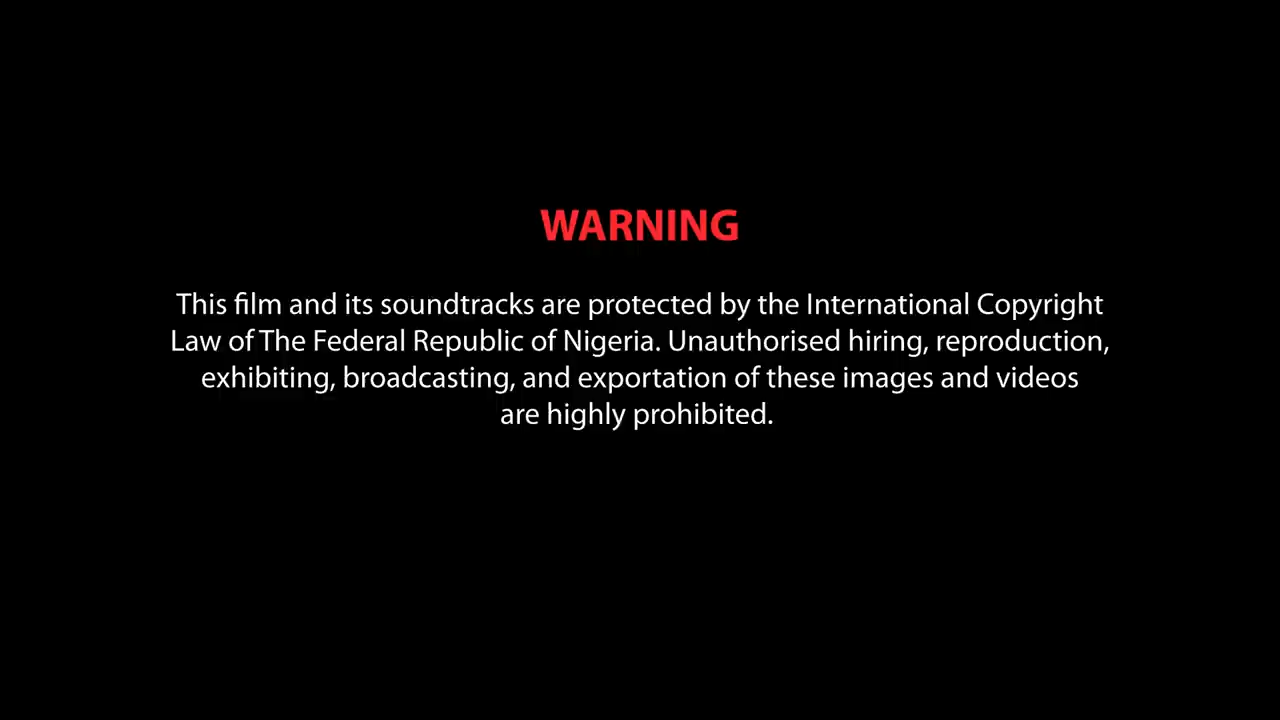 WARNING
This film and its soundtracks are protected by the International Copyright
Law of The Federal Republic of Nigeria. Unauthorised hiring, reproduction,
exhibiting, broadcasting, and exportation of these images and videos
are highly prohibited.